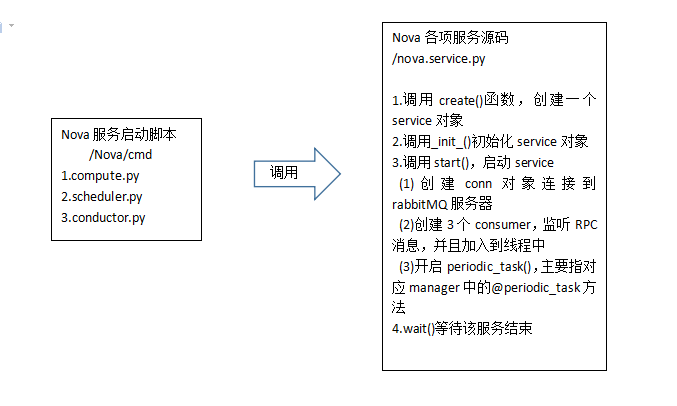 Nova 服务启动脚本
/Nova/cmd
1.compute.py
2.scheduler.py
3.conductor.py
调用
Nova 各项服务源码
/nova.service.py
1.调用 create()函数，创建一个
service 对象
2.调用_init_()初始化 service 对象
3.调用 start()，启动 service
(1) 创建 conn 对象连接到
rabbitMQ 服务器
(2)创建 3 个 consumer，监听 RPC
消息，并且加入到线程中
(3)开启 periodic_task()，主要指对
应 manager 中的@periodic_task 方
法
4.wait()等待该服务结束